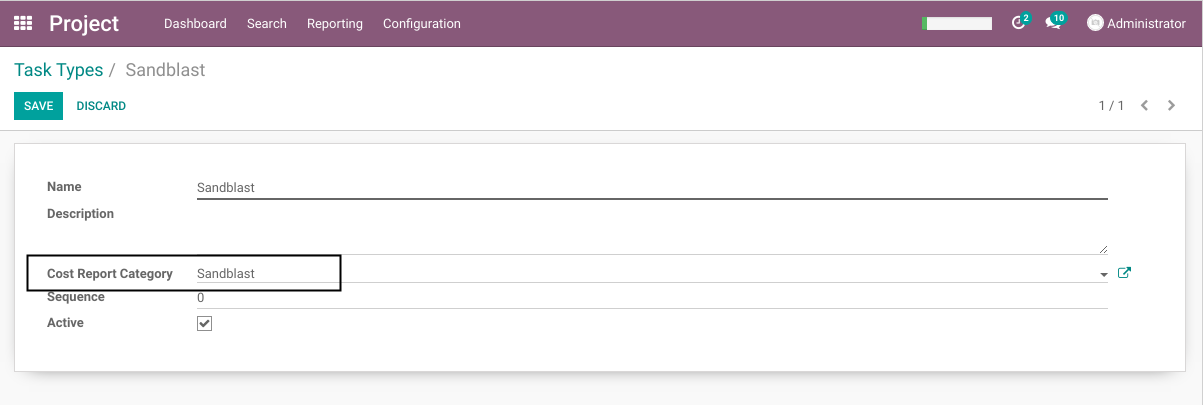 Project Dashboard Search Reporting Configuration 2 10 Administrator
Task Types / Sandblast
SAVE DISCARD 1 / 1
Name Sandblast
Description
Cost Report Category Sandblast
Sequence 0
Active